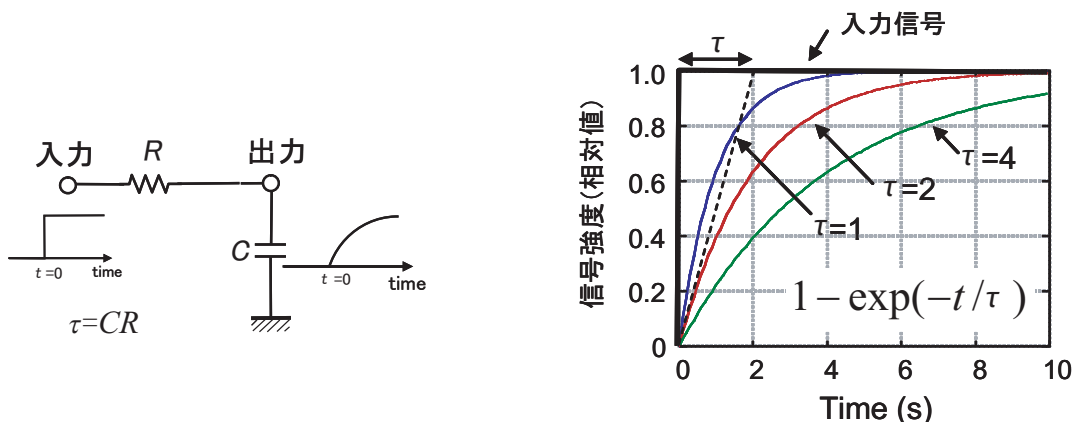 入力
R
出力
C
t=0
time
t=0
time
τ=CR
入力信号
τ
信号強度(相対値)
1.0
0.8
0.6
0.4
0.2
0
τ=4
τ=2
τ=1
1－exp(－t/τ)
0 2 4 6 8 10
Time (s)